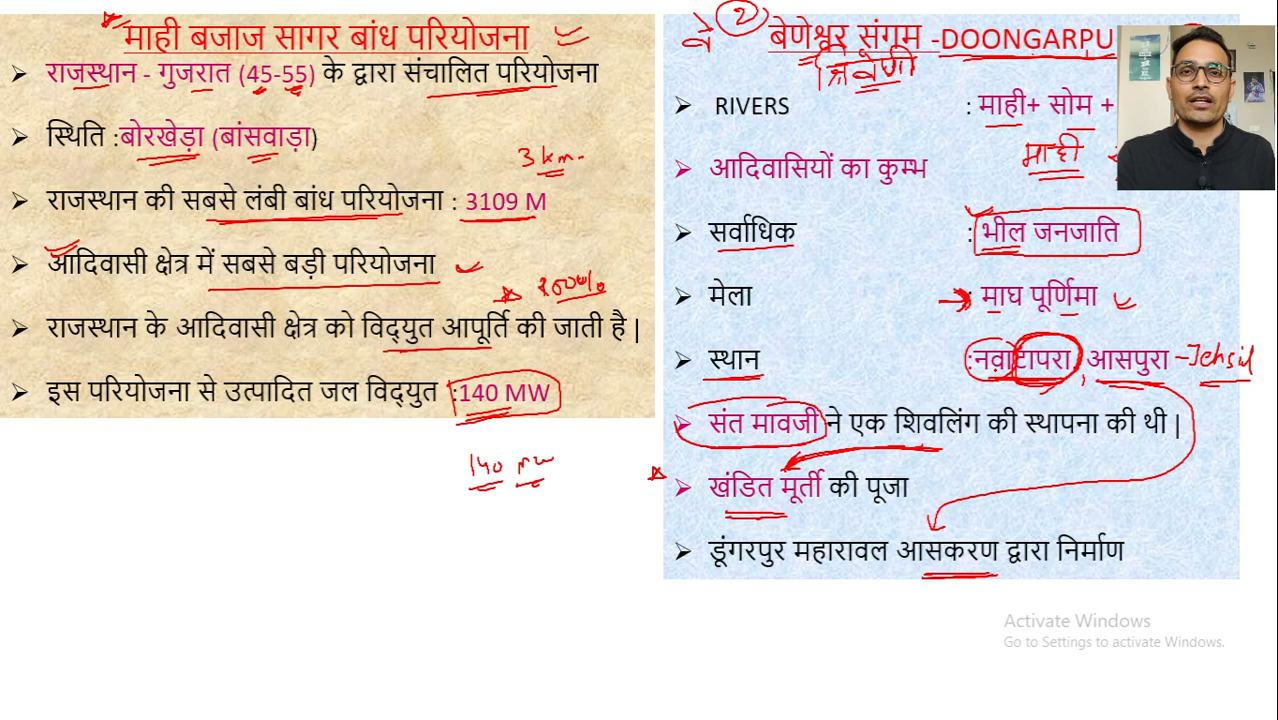 माही बजाज सागर बांध परियोजना
राजस्थान - गुजरात (45-55) के द्वारा संचालित परियोजना
स्थिति :बोरखेड़ा (बांसवाड़ा)
3 km.
राजस्थान की सबसे लंबी बांध परियोजना : 3109 M
आदिवासी क्षेत्र में सबसे बड़ी परियोजना
राजस्थान के आदिवासी क्षेत्र को विद्युत आपूर्ति की जाती है |
इस परियोजना से उत्पादित जल विद्युत :140 MW
140 mw
2
बेणेश्वर संगम -DOONGARPU
त्रिवेणी
RIVERS : माही+ सोम +
माही
आदिवासियों का कुम्भ
सर्वाधिक : भील जनजाति
मेला : माघ पूर्णिमा
स्थान :नवाटापरा, आसपुरा - Tehsil
संत मावजी ने एक शिवलिंग की स्थापना की थी |
खंडित मूर्ती की पूजा
डूंगरपुर महारावल आसकरण द्वारा निर्माण
Activate Windows
Go to Settings to activate Windows.